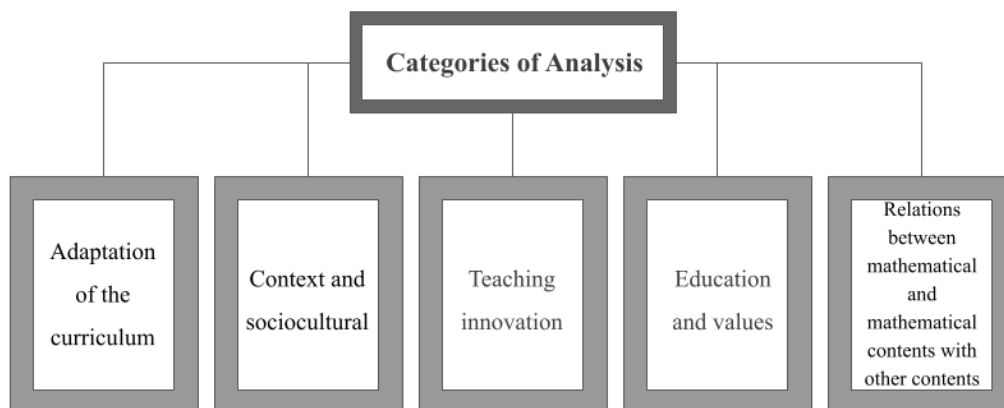 Categories of Analysis
Adaptation
of the
curriculum
Context and
sociocultural
Teaching
innovation
Education
and values
Relations
between
mathematical
and
mathematical
contents with
other contents